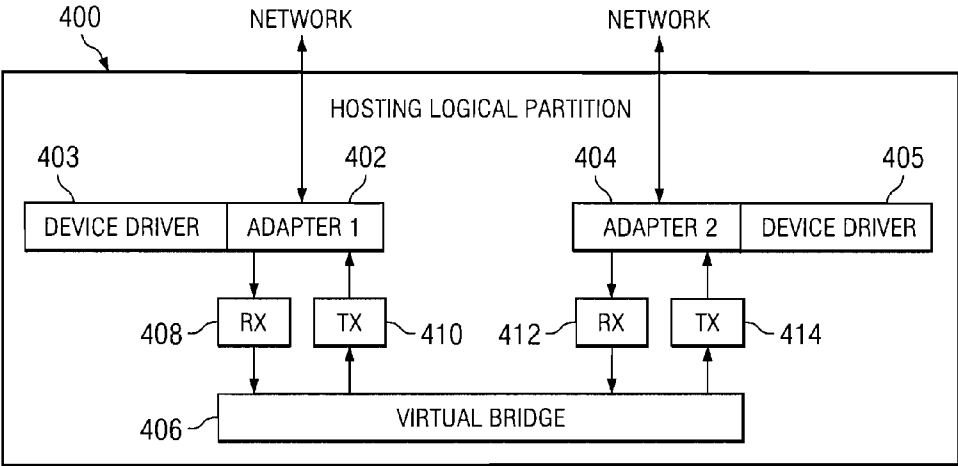 400
NETWORK
NETWORK
HOSTING LOGICAL PARTITION
403
402
404
405
DEVICE DRIVER
ADAPTER 1
ADAPTER 2
DEVICE DRIVER
408
RX
TX
410
412
RX
TX
414
406
VIRTUAL BRIDGE